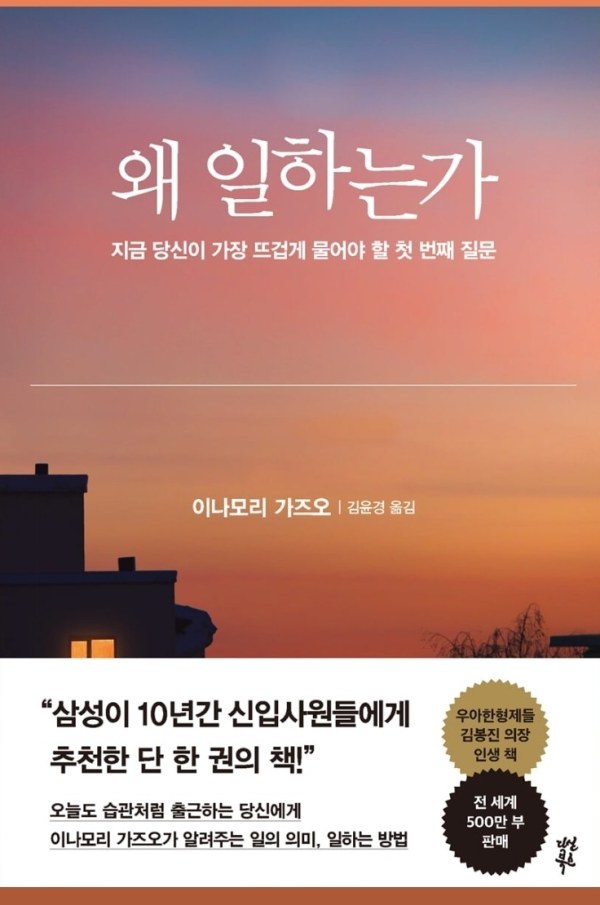 왜 일하는가
지금 당신이 가장 뜨겁게 물어야 할 첫 번째 질문
이나모리 가즈오 | 김윤경 옮김
“삼성이 10년간 신입사원들에게
추천한 단 한 권의 책!”
오늘도 습관처럼 출근하는 당신에게
이나모리 가즈오가 알려주는 일의 의미, 일하는 방법
우아한형제들
김봉진 의장
인생 책
전 세계
500만 부
판매
다산
북스